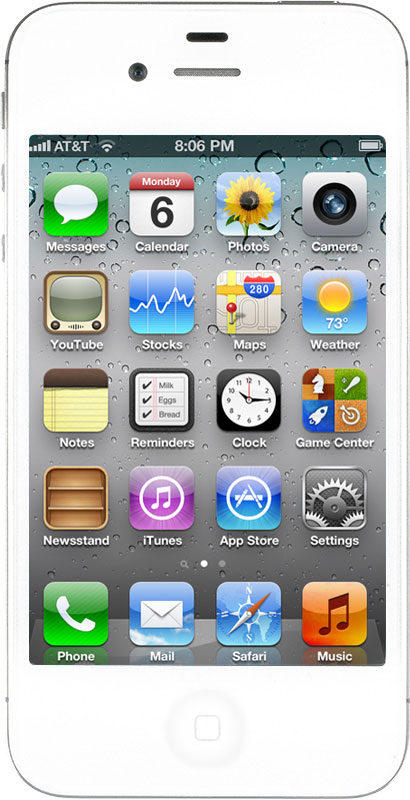 AT&T 8:06 PM
Monday
6
Messages Calendar Photos Camera
280
73°
YouTube Stocks Maps Weather
Milk
Eggs
Bread
Notes Reminders Clock Game Center
Newsstand iTunes App Store Settings
Phone Mail Safari Music